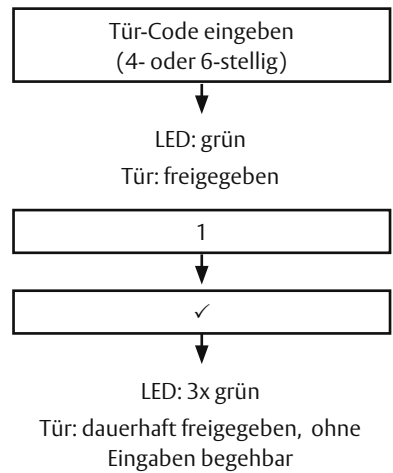 Tür-Code eingeben
(4- oder 6-stellig)
LED: grün
Tür: freigegeben
1
✓
LED: 3x grün
Tür: dauerhaft freigegeben, ohne
Eingaben begehbar